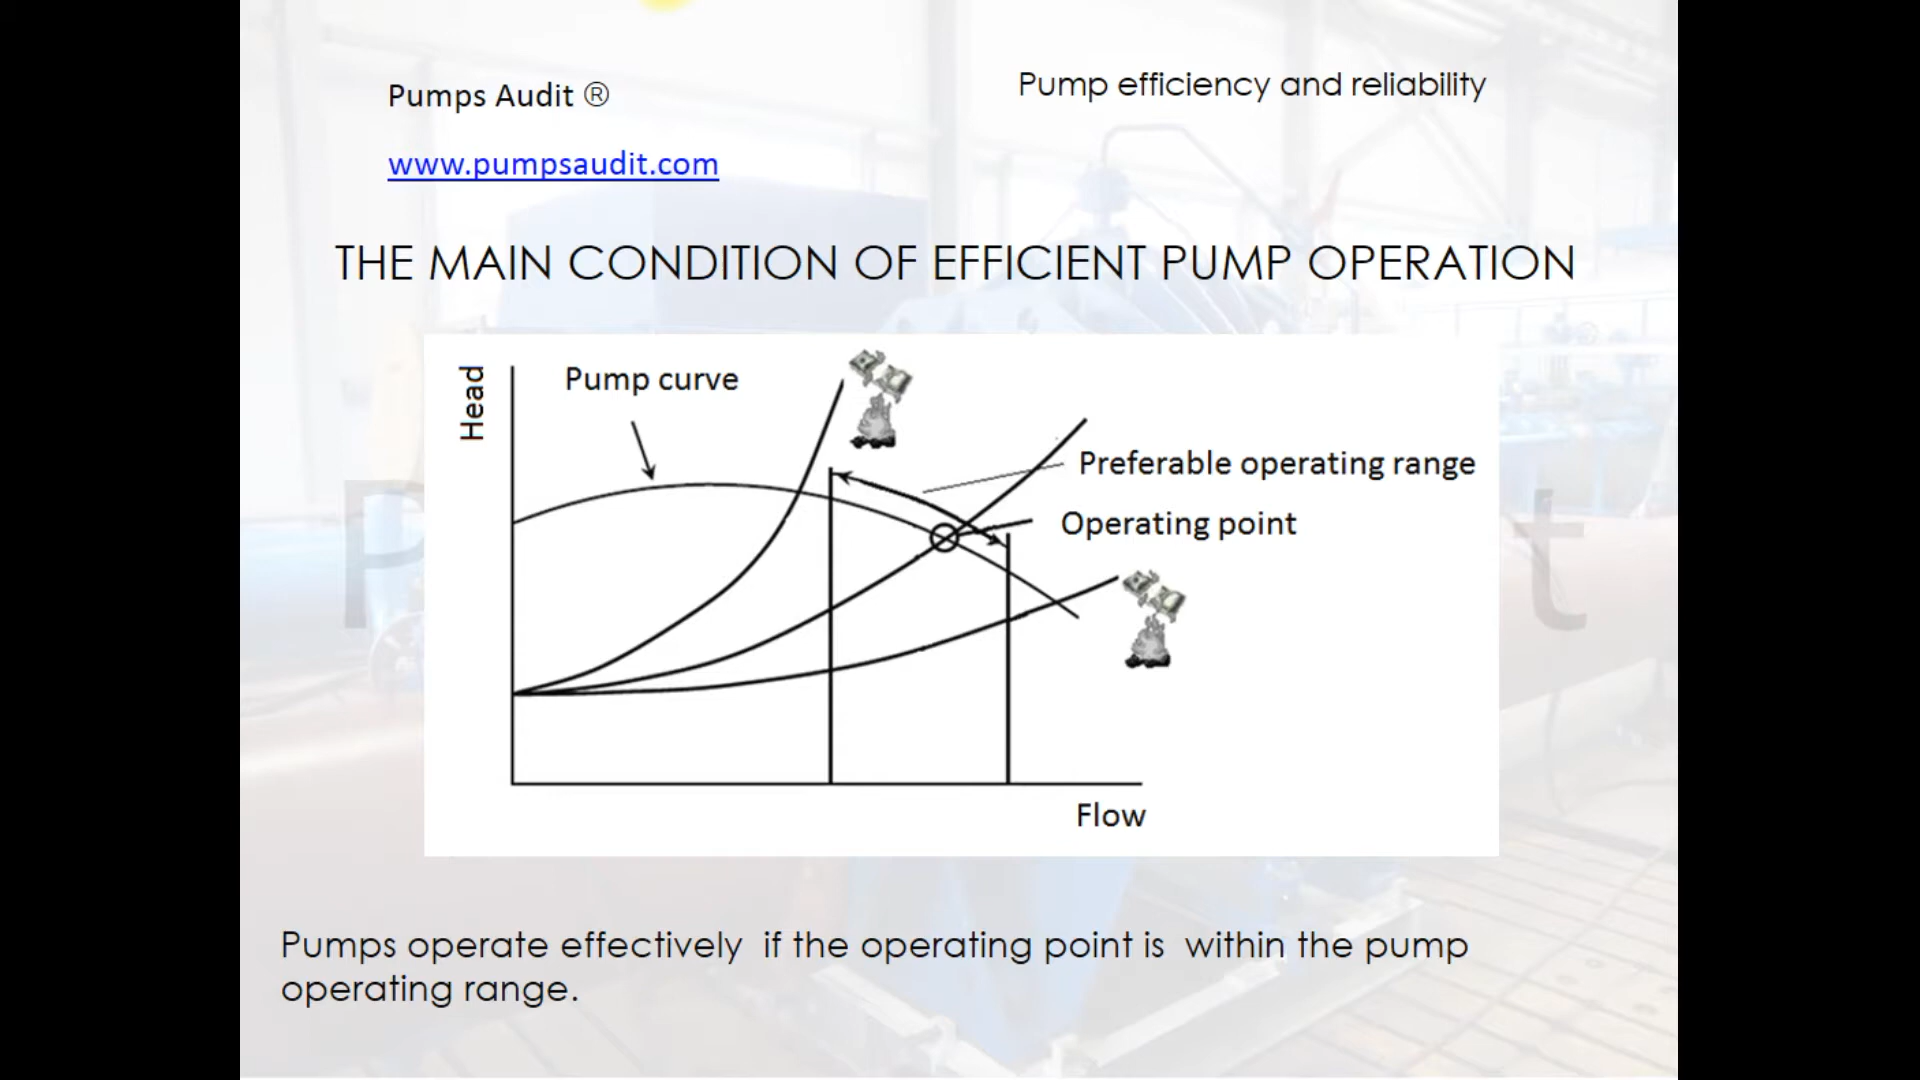 Pumps Audit ®
Pump efficiency and reliability
www.pumpsaudit.com
THE MAIN CONDITION OF EFFICIENT PUMP OPERATION
Head
Pump curve
Preferable operating range
Operating point
Flow
Pumps operate effectively if the operating point is within the pump
operating range.